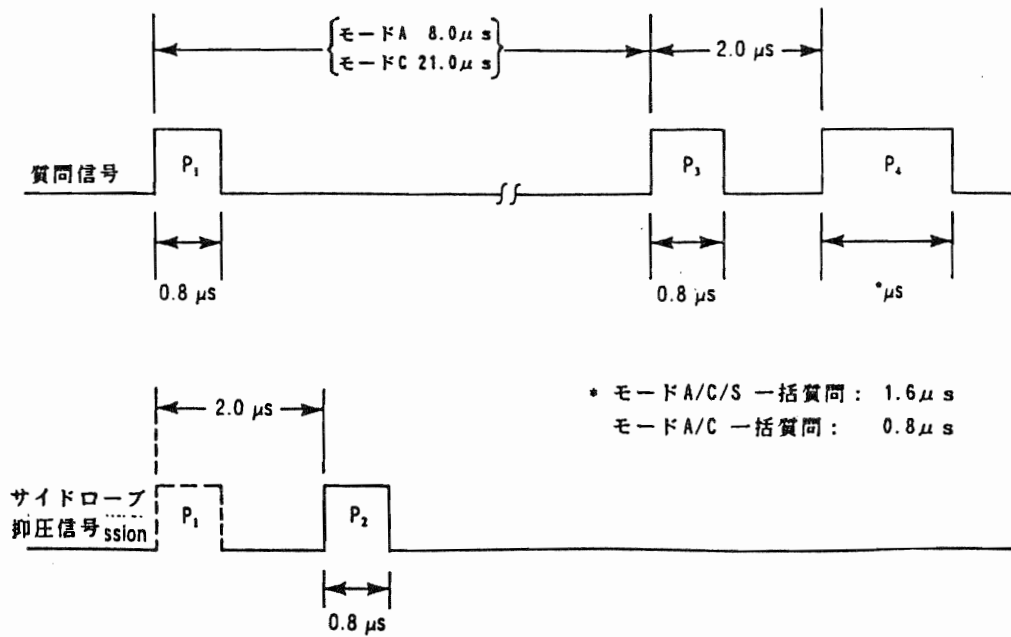 モードA 8.0μs
モードC 21.0μs
2.0 μs
質問信号
P₁
P₃
P₄
0.8 μs
0.8 μs
*μs
2.0 μs
* モードA/C/S 一括質問： 1.6μs
モードA/C 一括質問： 0.8μs
サイドローブ
抑圧信号 ssion
P₁
P₂
0.8 μs